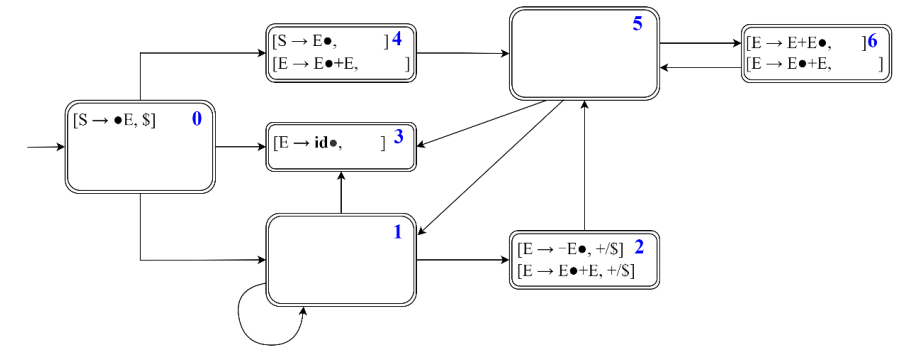 5
[S → E●, ] 4
[E → E●+E, ]
[E → E+E●, ]6
[E → E●+E, ]
[S → ●E, $] 0
[E → id●, ] 3
1
[E → −E●, +/$] 2
[E → E●+E, +/$]